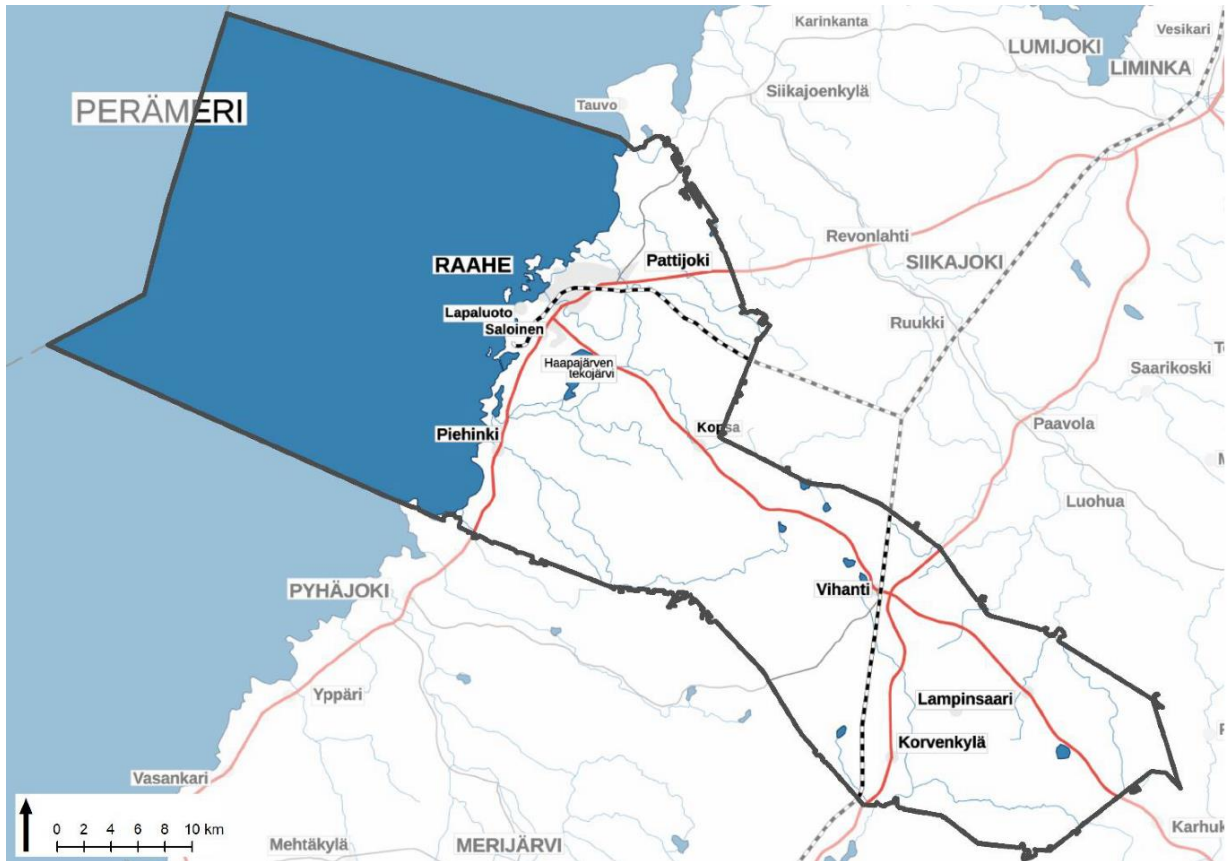 Karinkanta
Vesikari
LUMIJOKI
LIMINKA
PERÄMERI
Tauvo
Siikajoenkylä
Revonlahti
RAAHE
Pattijoki
SIIKAJOKI
Lapaluoto
Saloinen
Ruukki
Haapajärven
tekojärvi
Saarikoski
Piehinki
Kopsa
Paavola
Luohua
PYHÄJOKI
Vihanti
Yppäri
Lampinsaari
Korvenkylä
Vasankari
0 2 4 6 8 10 km
Mehtäkylä
MERIJÄRVI